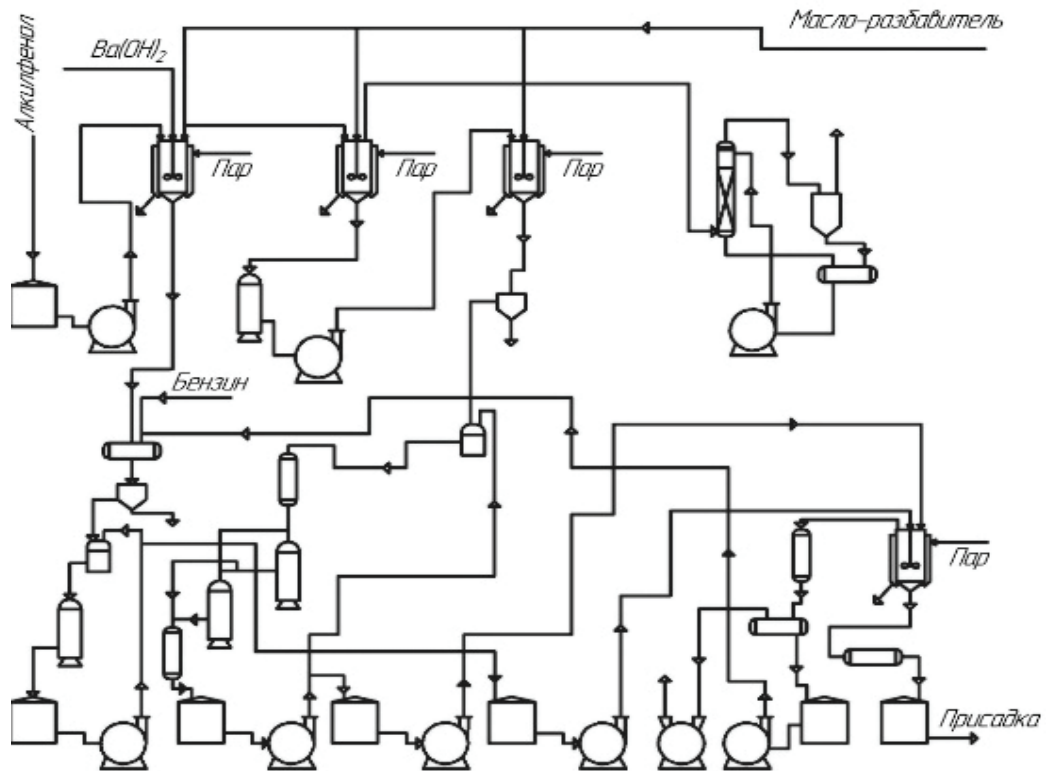 Масло-разбавитель
Ba(OH)2
Алкилфенол
Пар
Пар
Пар
Бензин
Пар
Присадка